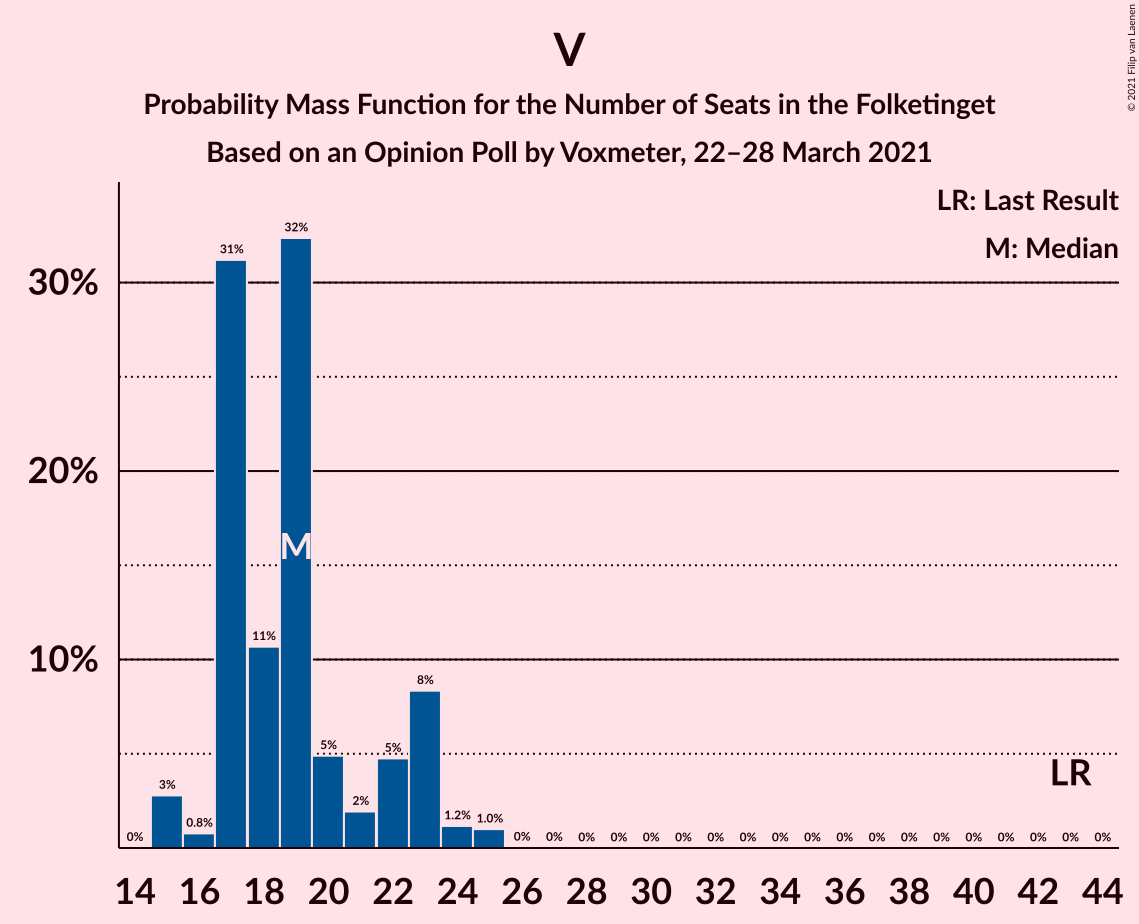 V
Probability Mass Function for the Number of Seats in the Folketinget
Based on an Opinion Poll by Voxmeter, 22–28 March 2021
© 2021 Filip van Laenen
LR: Last Result
M: Median
30%
20%
10%
0% 3% 0.8% 31% 11% 32% 5% 2% 5% 8% 1.2% 1.0% 0% 0% 0% 0% 0% 0% 0% 0% 0% 0% 0% 0% 0% 0% 0% 0% 0% 0% 0%
M
LR
14 16 18 20 22 24 26 28 30 32 34 36 38 40 42 44